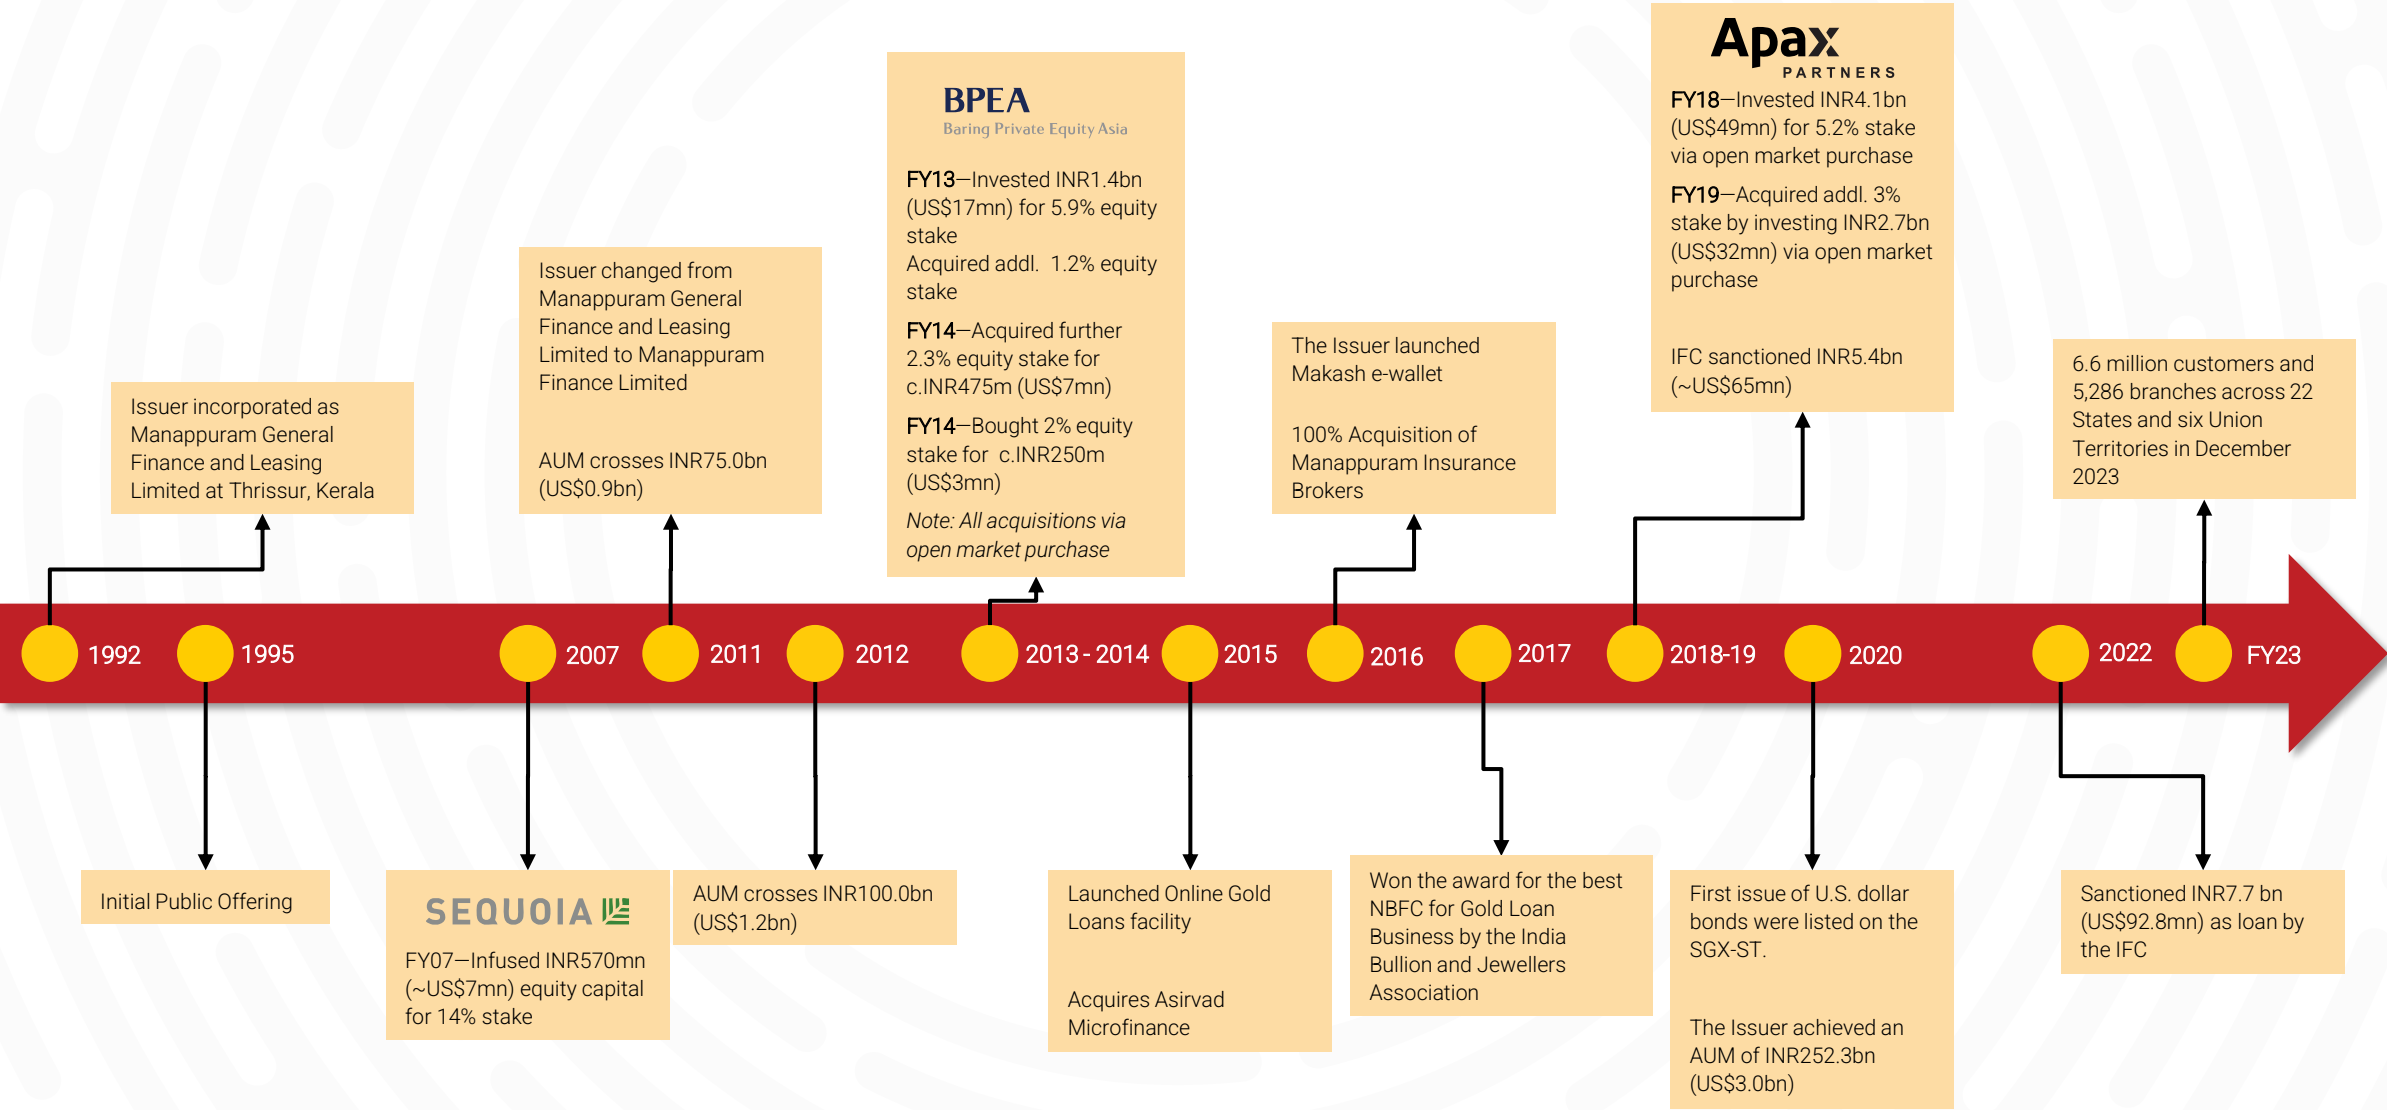 Apax
PARTNERS
FY18—Invested INR4.1bn
(US$49mn) for 5.2% stake
via open market purchase
FY19—Acquired addl. 3%
stake by investing INR2.7bn
(US$32mn) via open market
purchase
IFC sanctioned INR5.4bn
(~US$65mn)
BPEA
Baring Private Equity Asia
FY13—Invested INR1.4bn
(US$17mn) for 5.9% equity
stake
Acquired addl. 1.2% equity
stake
FY14—Acquired further
2.3% equity stake for
c.INR475m (US$7mn)
FY14—Bought 2% equity
stake for c.INR250m
(US$3mn)
Note: All acquisitions via
open market purchase
Issuer changed from
Manappuram General
Finance and Leasing
Limited to Manappuram
Finance Limited
AUM crosses INR75.0bn
(US$0.9bn)
The Issuer launched
Makash e-wallet
100% Acquisition of
Manappuram Insurance
Brokers
6.6 million customers and
5,286 branches across 22
States and six Union
Territories in December
2023
Issuer incorporated as
Manappuram General
Finance and Leasing
Limited at Thrissur, Kerala
1992
1995
2007
2011
2012
2013 - 2014
2015
2016
2017
2018-19
2020
2022
FY23
Initial Public Offering
SEQUOIA
FY07—Infused INR570mn
(~US$7mn) equity capital
for 14% stake
AUM crosses INR100.0bn
(US$1.2bn)
Launched Online Gold
Loans facility
Acquires Asirvad
Microfinance
Won the award for the best
NBFC for Gold Loan
Business by the India
Bullion and Jewellers
Association
First issue of U.S. dollar
bonds were listed on the
SGX-ST.
The Issuer achieved an
AUM of INR252.3bn
(US$3.0bn)
Sanctioned INR7.7 bn
(US$92.8mn) as loan by
the IFC